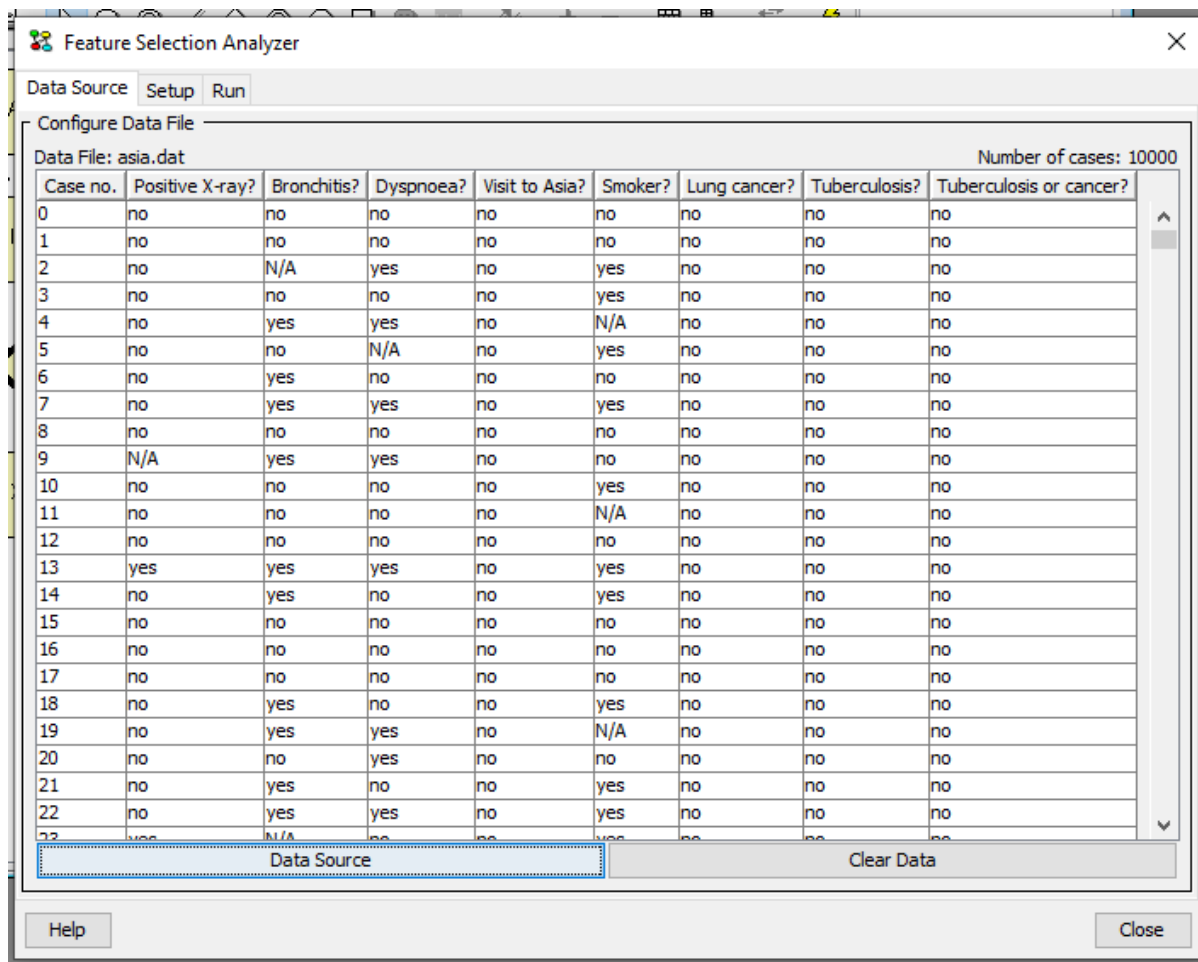 Feature Selection Analyzer
Data Source Setup Run
Configure Data File
Data File: asia.dat Number of cases: 10000
Case no. Positive X-ray? Bronchitis? Dyspnoea? Visit to Asia? Smoker? Lung cancer? Tuberculosis? Tuberculosis or cancer?
0 no no no no no no no no
1 no no no no no no no no
2 no N/A yes no yes no no no
3 no no no no yes no no no
4 no yes yes no N/A no no no
5 no no N/A no yes no no no
6 no yes no no no no no no
7 no yes yes no yes no no no
8 no no no no no no no no
9 N/A yes yes no no no no no
10 no no no no yes no no no
11 no no no no N/A no no no
12 no no no no no no no no
13 yes yes yes no yes no no no
14 no yes no no yes no no no
15 no no no no no no no no
16 no no no no no no no no
17 no no no no no no no no
18 no yes no no yes no no no
19 no yes yes no N/A no no no
20 no no yes no no no no no
21 no yes no no yes no no no
22 no yes yes no yes no no no
23 yes N/A no no yes no no no
Data Source Clear Data
Help Close